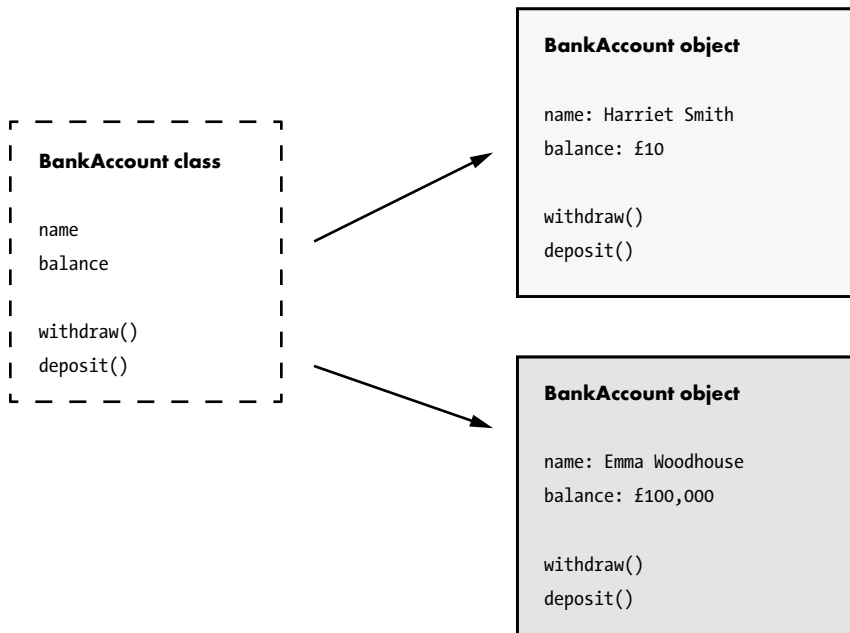 BankAccount class
name
balance
withdraw()
deposit()
BankAccount object
name: Harriet Smith
balance: £10
withdraw()
deposit()
BankAccount object
name: Emma Woodhouse
balance: £100,000
withdraw()
deposit()